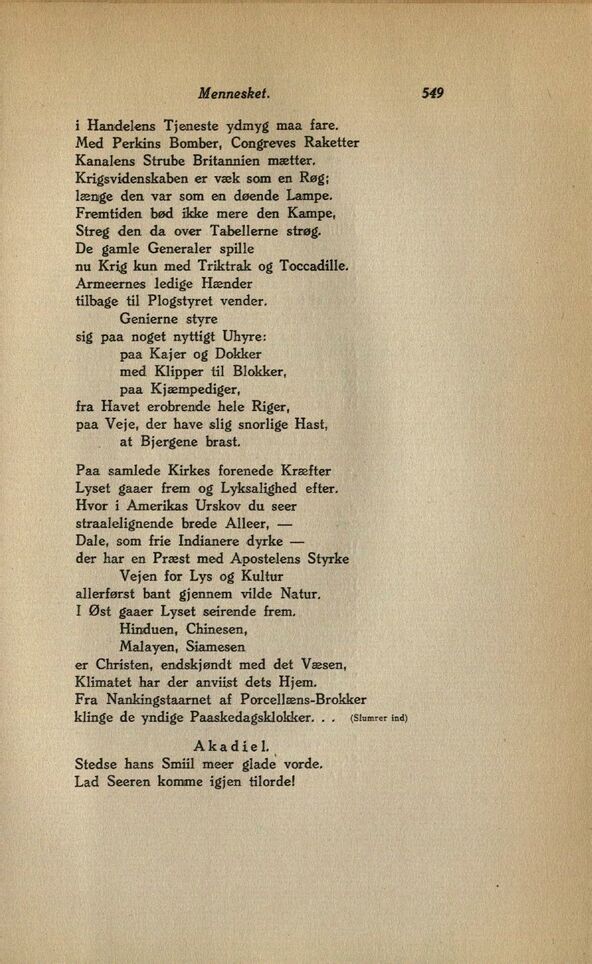 Mennesket. 549
i Handelens Tjeneste ydmyg maa fare.
Med Perkins Bomber, Congreves Raketter
Kanalens Strube Britannien mætter.
Krigsvidenskaben er væk som en Røg;
længe den var som en døende Lampe.
Fremtiden bød ikke mere den Kampe,
Streg den da over Tabellerne strøg.
De gamle Generaler spille
nu Krig kun med Triktrak og Toccadille.
Armeernes ledige Hænder
tilbage til Plogstyret vender.
Genierne styre
sig paa noget nyttigt Uhyre:
paa Kajer og Dokker
med Klipper til Blokker,
paa Kjæmpediger,
fra Havet erobrende hele Riger,
paa Veje, der have slig snorlige Hast,
at Bjergene brast.
Paa samlede Kirkes forenede Kræfter
Lyset gaaer frem og Lyksalighed efter.
Hvor i Amerikas Urskov du seer
straalelignende brede Alleer, —
Dale, som frie Indianere dyrke —
der har en Præst med Apostelens Styrke
Vejen for Lys og Kultur
allerførst bant gjennem vilde Natur.
I Øst gaaer Lyset seirende frem.
Hinduen, Chinesen,
Malayen, Siamesen
er Christen, endskjøndt med det Væsen,
Klimatet har der anviist dets Hjem.
Fra Nankingstaarnet af Porcellæns-Brokker
klinge de yndige Paaskedagsklokker. . . (Slumrer ind)
Akadiel.
Stedse hans Smiil meer glade vorde.
Lad Seeren komme igjen tilorde!